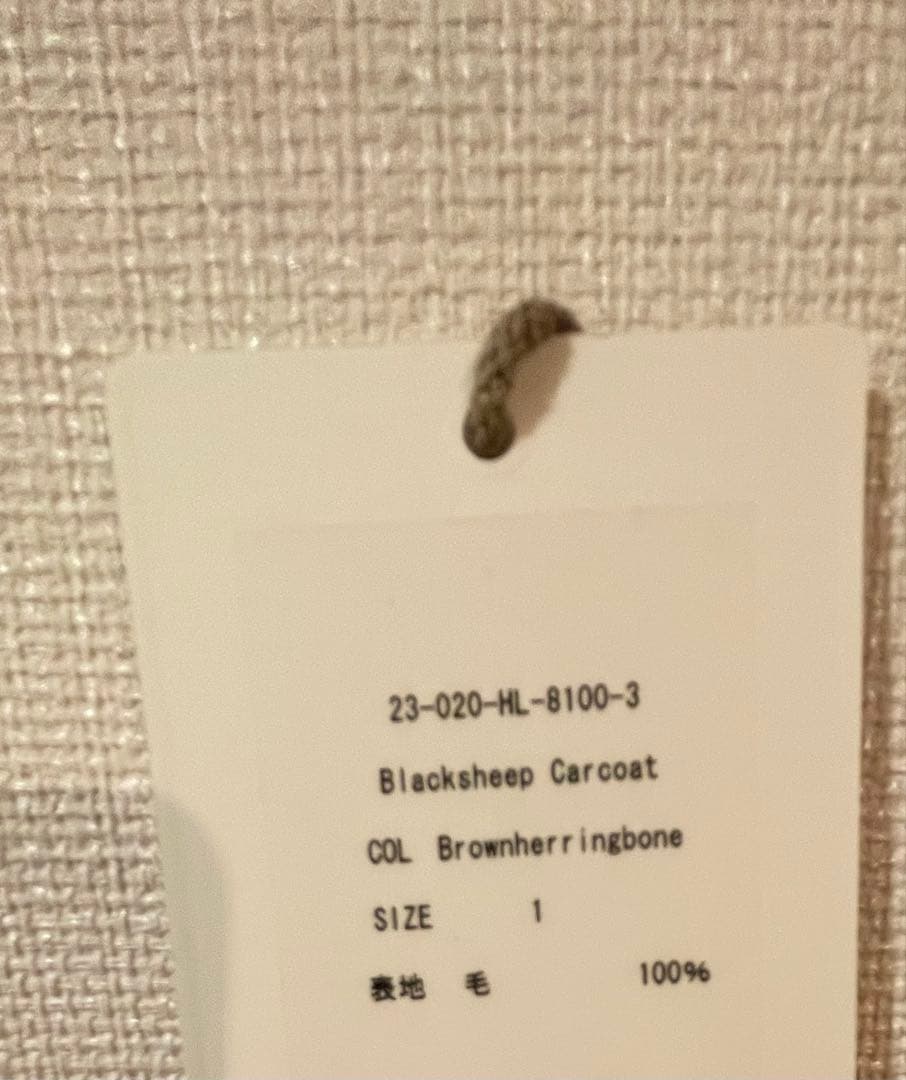 23-020-HL-8100-3
Blacksheep Carcoat
COL Brownherringbone
SIZE 1
表地 毛 100%